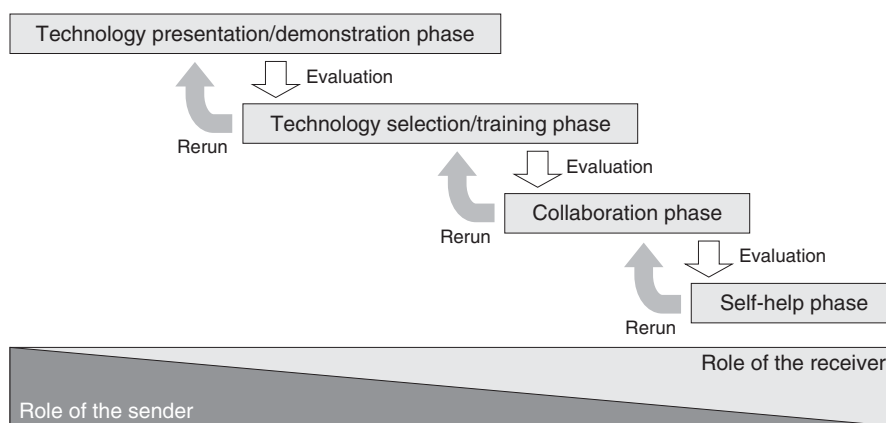 Technology presentation/demonstration phase
Evaluation
Rerun
Technology selection/training phase
Evaluation
Rerun
Collaboration phase
Evaluation
Rerun
Self-help phase
Role of the receiver
Role of the sender